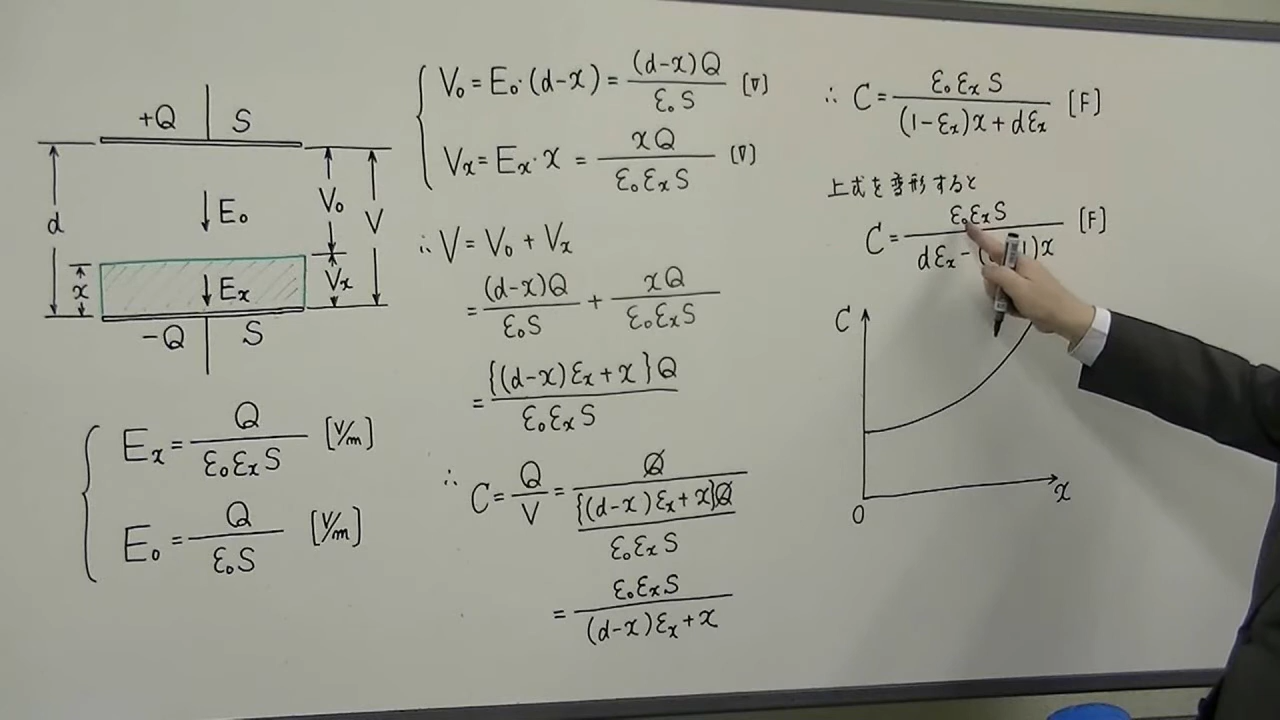 +Q S
d
↓E₀
V₀
V
x
↓Eₓ
Vₓ
−Q S
Eₓ = Q / ε₀εₓS [V/m]
E₀ = Q / ε₀S [V/m]
V₀ = E₀·(d−x) = (d−x)Q / ε₀S [V]
Vₓ = Eₓ·x = xQ / ε₀εₓS [V]
∴ V = V₀ + Vₓ
= (d−x)Q / ε₀S + xQ / ε₀εₓS
= {(d−x)εₓ+x}Q / ε₀εₓS
∴ C = Q/V = Q / ({(d−x)εₓ+x}Q / ε₀εₓS)
= ε₀εₓS / (d−x)εₓ+x
∴ C = ε₀εₓS / (1−εₓ)x+dεₓ [F]
上式を変形すると
C = ε₀εₓS / dεₓ−( 1)x [F]
C
0
x